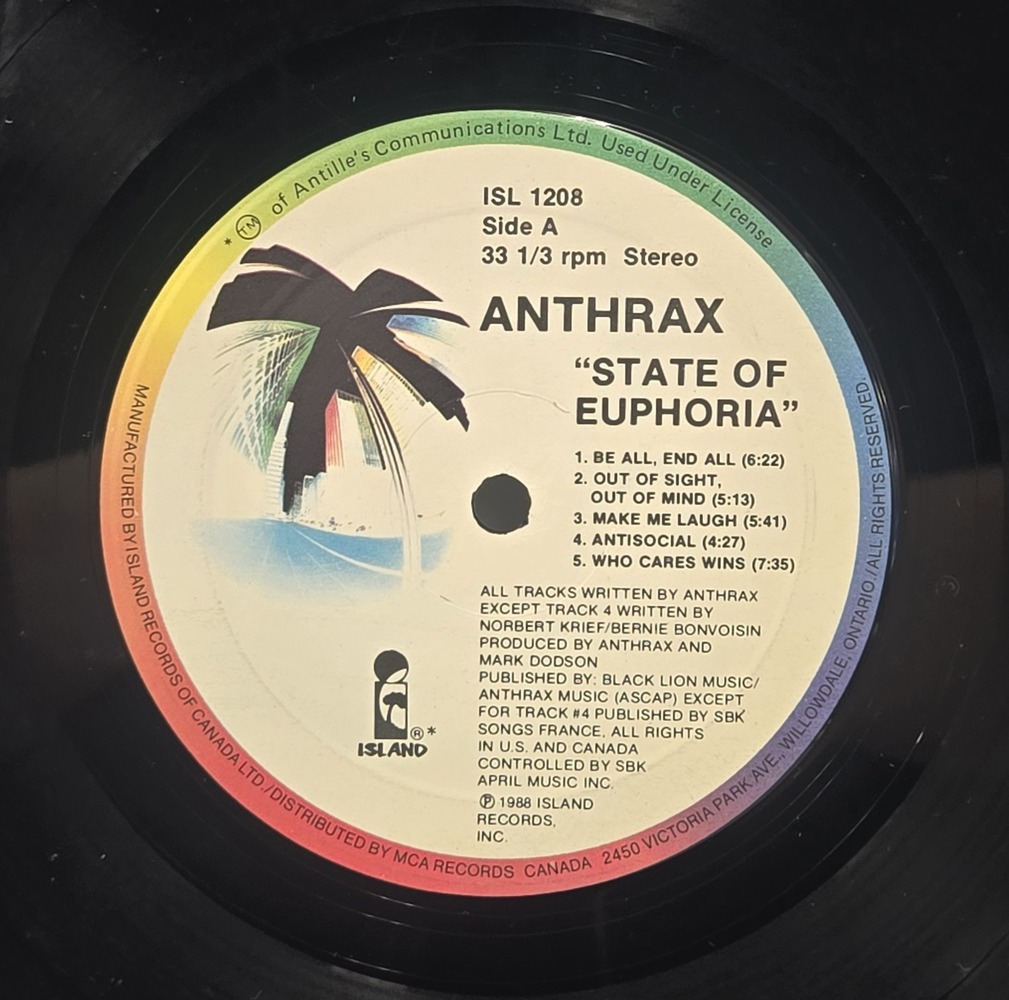 * TM of Antille's Communications Ltd. Used Under License
ISL 1208
Side A
33 1/3 rpm Stereo
ANTHRAX
“STATE OF
EUPHORIA”
1. BE ALL, END ALL (6:22)
2. OUT OF SIGHT,
OUT OF MIND (5:13)
3. MAKE ME LAUGH (5:41)
4. ANTISOCIAL (4:27)
5. WHO CARES WINS (7:35)
ALL TRACKS WRITTEN BY ANTHRAX
EXCEPT TRACK 4 WRITTEN BY
NORBERT KRIEF/BERNIE BONVOISIN
PRODUCED BY ANTHRAX AND
MARK DODSON
PUBLISHED BY: BLACK LION MUSIC/
ANTHRAX MUSIC (ASCAP) EXCEPT
FOR TRACK #4 PUBLISHED BY SBK
SONGS FRANCE, ALL RIGHTS
IN U.S. AND CANADA
CONTROLLED BY SBK
APRIL MUSIC INC.
℗ 1988 ISLAND
RECORDS,
INC.
®*
ISLAND
MANUFACTURED BY ISLAND RECORDS OF CANADA LTD./DISTRIBUTED BY MCA RECORDS CANADA 2450 VICTORIA PARK AVE., WILLOWDALE, ONTARIO./ALL RIGHTS RESERVED.